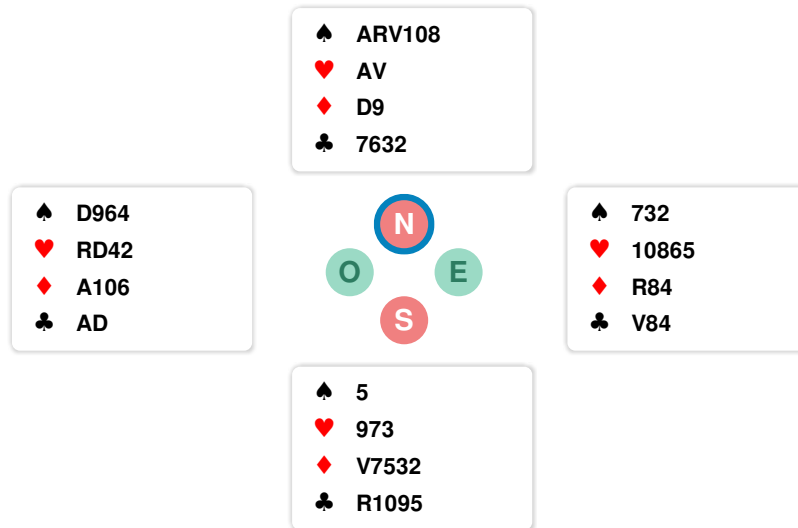 ♠ ARV108
♥ AV
♦ D9
♣ 7632
♠ D964
♥ RD42
♦ A106
♣ AD
N
O E
S
♠ 732
♥ 10865
♦ R84
♣ V84
♠ 5
♥ 973
♦ V7532
♣ R1095